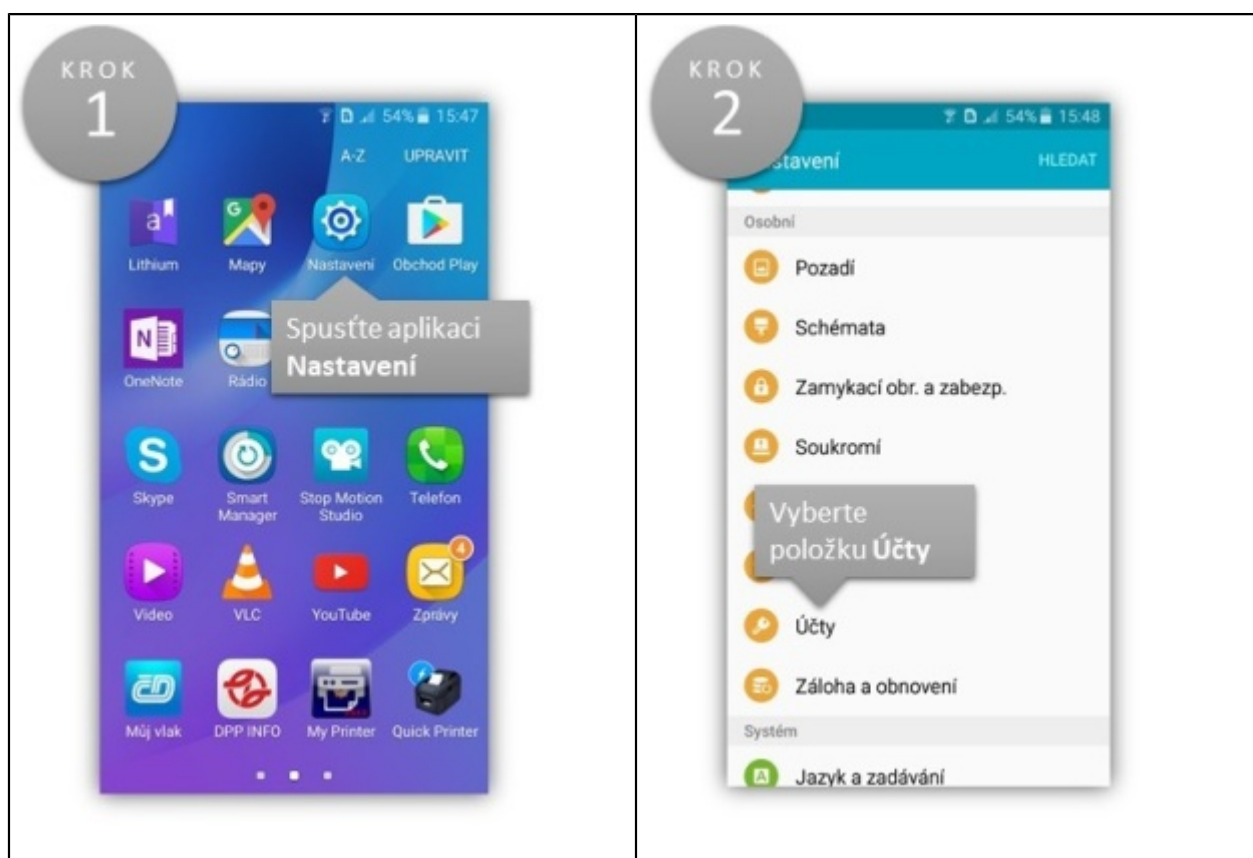 KROK
1
54% 15:47
A-Z UPRAVIT
Lithium Mapy Nastavení Obchod Play
Spusťte aplikaci
Nastavení
OneNote Rádio
Skype Smart Manager Stop Motion Studio Telefon
4
Video VLC YouTube Zprávy
Můj vlak DPP INFO My Printer Quick Printer
KROK
2
54% 15:48
stavení HLEDAT
Osobní
Pozadí
Schémata
Zamykací obr. a zabezp.
Soukromí
Vyberte
položku Účty
Účty
Záloha a obnovení
Systém
Jazyk a zadávání